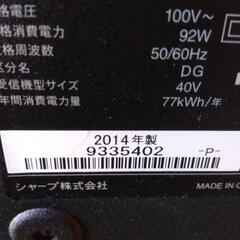 格電圧 100V~
格消費電力 92W
格周波数 50/60Hz
区分名 DG
受信機型サイズ 40V
年間消費電力量 77kWh/年
2014年製
9335402 -P-
シャープ株式会社 MADE IN C